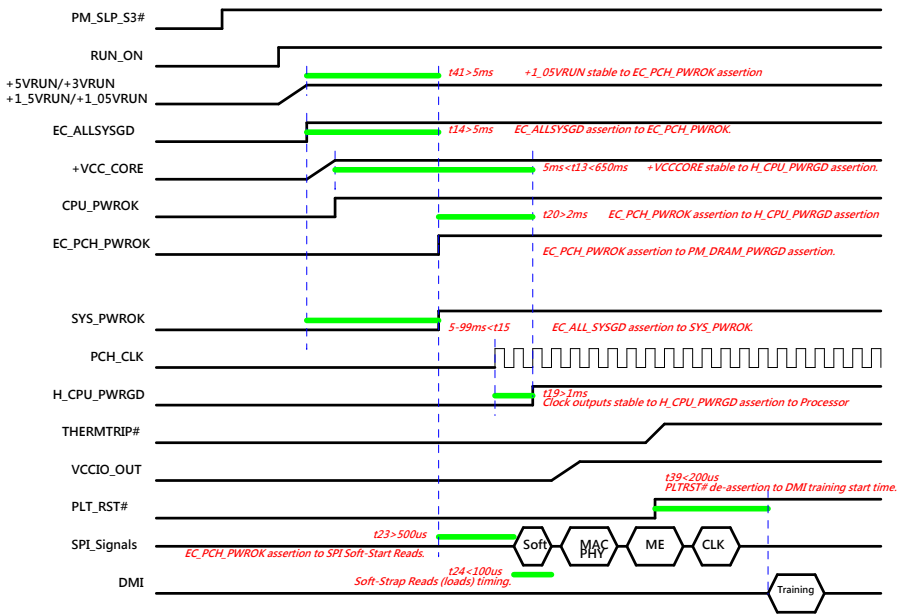 PM_SLP_S3#
RUN_ON
+5VRUN/+3VRUN
+1_5VRUN/+1_05VRUN
t41>5ms +1_05VRUN stable to EC_PCH_PWROK assertion
EC_ALLSYSGD
t14>5ms EC_ALLSYSGD assertion to EC_PCH_PWROK.
+VCC_CORE
5ms<t13<650ms +VCCCORE stable to H_CPU_PWRGD assertion.
CPU_PWROK
t20>2ms EC_PCH_PWROK assertion to H_CPU_PWRGD assertion
EC_PCH_PWROK
EC_PCH_PWROK assertion to PM_DRAM_PWRGD assertion.
SYS_PWROK
5-99ms<t15 EC_ALL_SYSGD assertion to SYS_PWROK.
PCH_CLK
H_CPU_PWRGD
t19>1ms
Clock outputs stable to H_CPU_PWRGD assertion to Processor
THERMTRIP#
VCCIO_OUT
t39<200us
PLTRST# de-assertion to DMI training start time.
PLT_RST#
t23>500us
SPI_Signals
Soft
MAC
PHY
ME
CLK
EC_PCH_PWROK assertion to SPI Soft-Start Reads.
t24<100us
Soft-Strap Reads (loads) timing.
DMI
Training